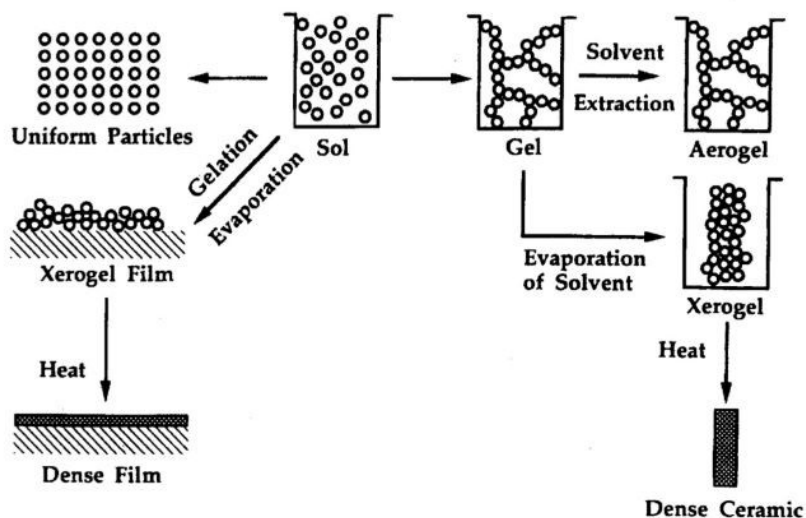 Solvent
Extraction
Uniform Particles
Sol
Gel
Aerogel
Gelation
Evaporation
Xerogel Film
Evaporation
of Solvent
Xerogel
Heat
Heat
Dense Film
Dense Ceramic